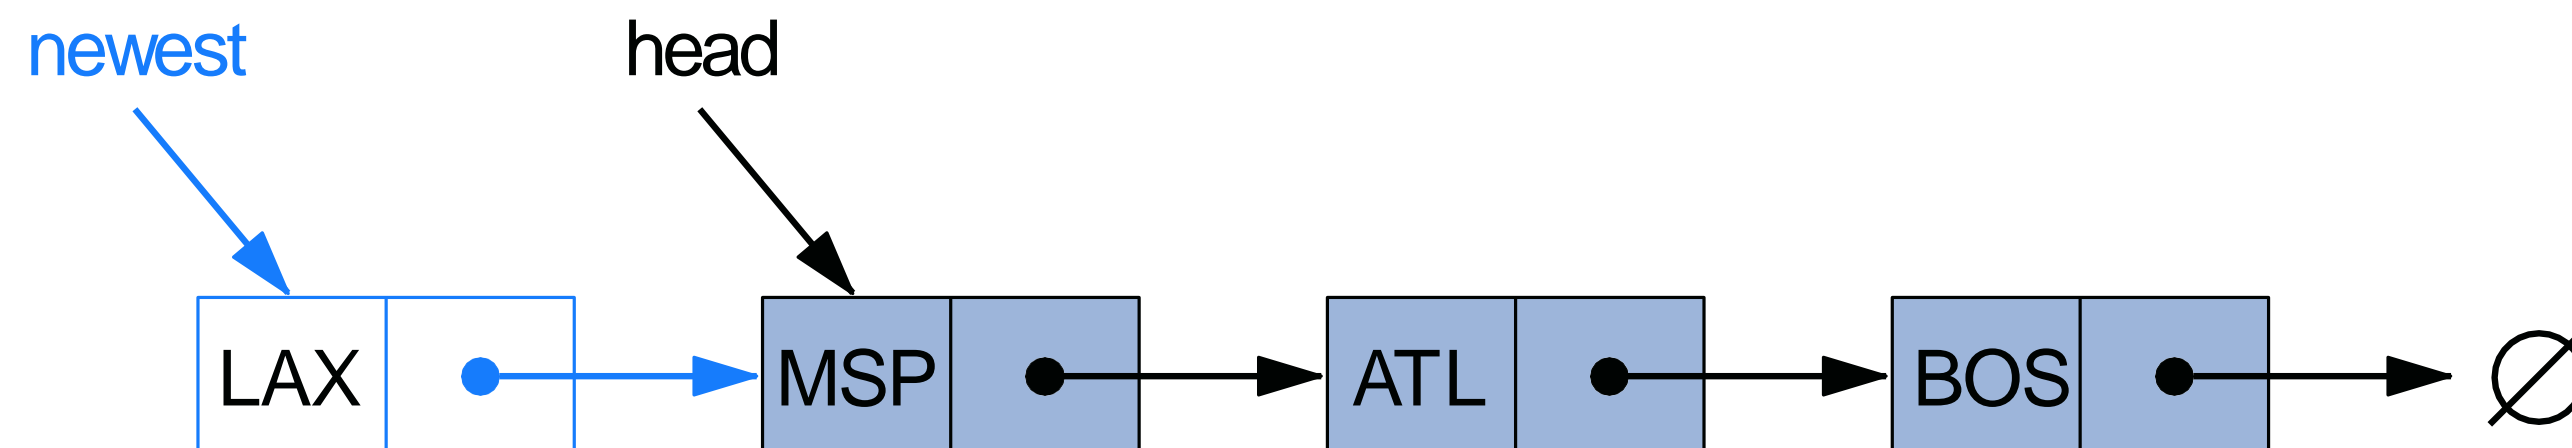 newest head
LAX MSP ATL BOS ∅